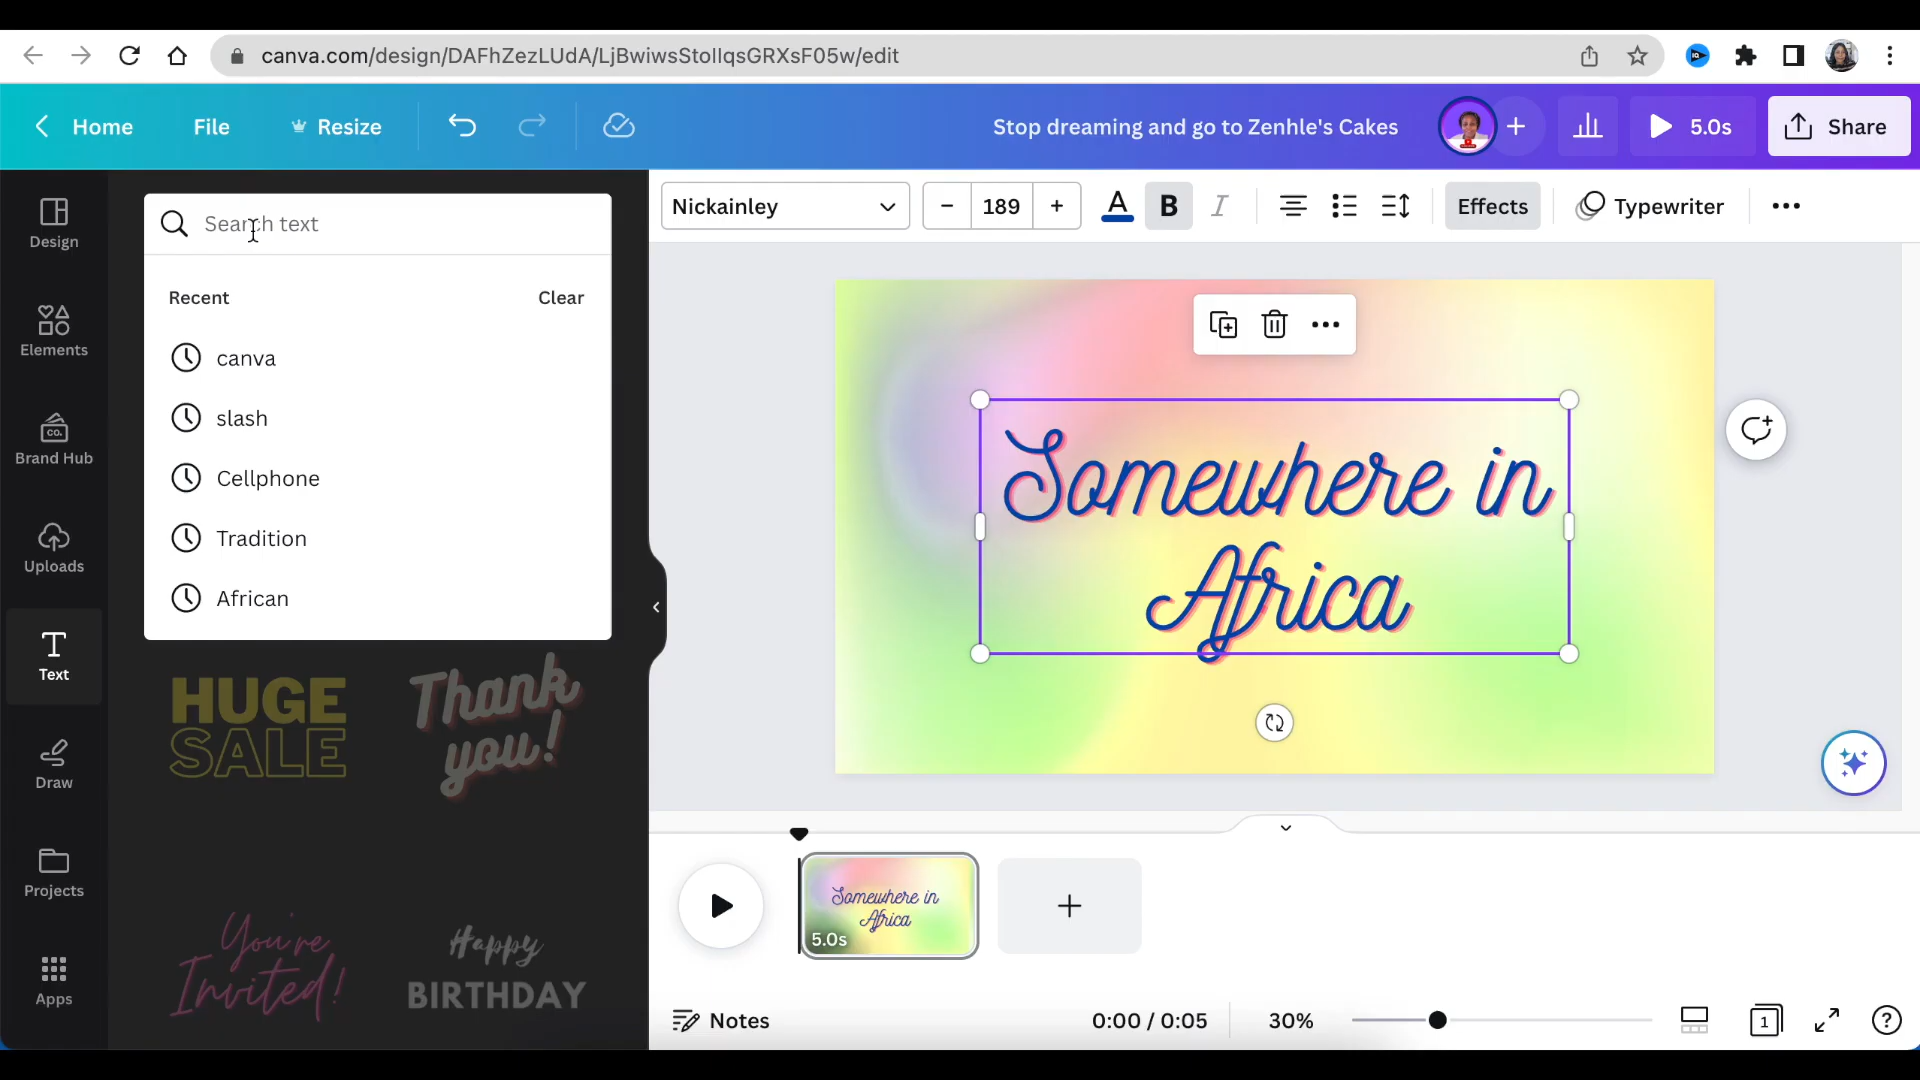 canva.com/design/DAFhZezLUdA/LjBwiwsStolIqsGRXsF05w/edit
Home File Resize Stop dreaming and go to Zenhle's Cakes 5.0s Share
Design
Elements
CO.
Brand Hub
Uploads
Text
Draw
Projects
Apps
Search text
Recent Clear
canva
slash
Cellphone
Tradition
African
HUGE
SALE
Thank
you!
You're
Invited!
Happy
BIRTHDAY
Nickainley 189 A B I Effects Typewriter
Somewhere in
Africa
Somewhere in
Africa
5.0s
Notes 0:00 / 0:05 30% 1 ?